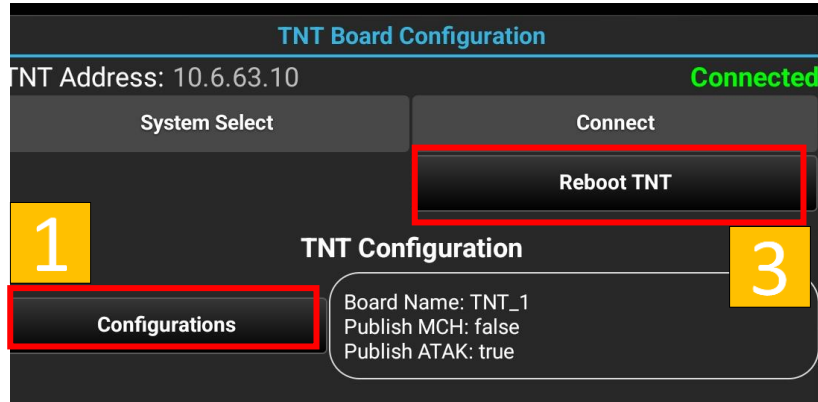 TNT Board Configuration
TNT Address: 10.6.63.10 Connected
System Select Connect
Reboot TNT
1
TNT Configuration
3
Configurations
Board Name: TNT_1
Publish MCH: false
Publish ATAK: true